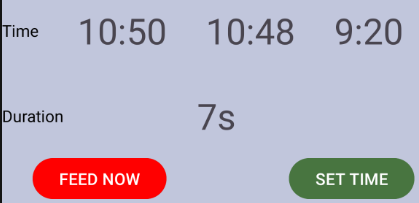 Time 10:50 10:48 9:20
Duration 7s
FEED NOW SET TIME